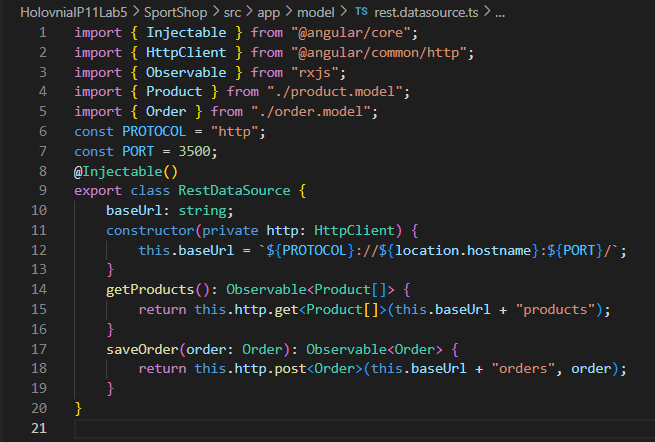 HolovniaIP11Lab5 > SportShop > src > app > model > TS rest.datasource.ts > ...
1 import { Injectable } from "@angular/core";
2 import { HttpClient } from "@angular/common/http";
3 import { Observable } from "rxjs";
4 import { Product } from "./product.model";
5 import { Order } from "./order.model";
6 const PROTOCOL = "http";
7 const PORT = 3500;
8 @Injectable()
9 export class RestDataSource {
10     baseUrl: string;
11     constructor(private http: HttpClient) {
12         this.baseUrl = `${PROTOCOL}://${location.hostname}:${PORT}/`;
13     }
14     getProducts(): Observable<Product[]> {
15         return this.http.get<Product[]>(this.baseUrl + "products");
16     }
17     saveOrder(order: Order): Observable<Order> {
18         return this.http.post<Order>(this.baseUrl + "orders", order);
19     }
20 }
21